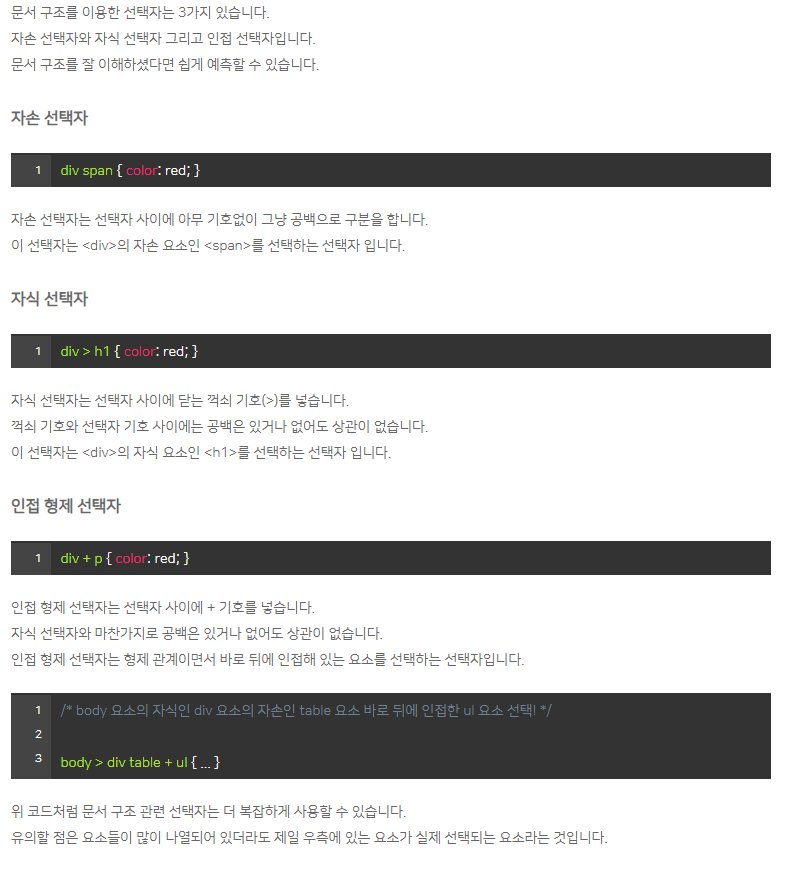 문서 구조를 이용한 선택자는 3가지 있습니다.
자손 선택자와 자식 선택자 그리고 인접 선택자입니다.
문서 구조를 잘 이해하셨다면 쉽게 예측할 수 있습니다.
자손 선택자
1 div span { color: red; }
자손 선택자는 선택자 사이에 아무 기호없이 그냥 공백으로 구분을 합니다.
이 선택자는 <div>의 자손 요소인 <span>를 선택하는 선택자 입니다.
자식 선택자
1 div > h1 { color: red; }
자식 선택자는 선택자 사이에 닫는 꺽쇠 기호(>)를 넣습니다.
꺽쇠 기호와 선택자 기호 사이에는 공백은 있거나 없어도 상관이 없습니다.
이 선택자는 <div>의 자식 요소인 <h1>를 선택하는 선택자 입니다.
인접 형제 선택자
1 div + p { color: red; }
인접 형제 선택자는 선택자 사이에 + 기호를 넣습니다.
자식 선택자와 마찬가지로 공백은 있거나 없어도 상관이 없습니다.
인접 형제 선택자는 형제 관계이면서 바로 뒤에 인접해 있는 요소를 선택하는 선택자입니다.
1 /* body 요소의 자식인 div 요소의 자손인 table 요소 바로 뒤에 인접한 ul 요소 선택! */
2
3 body > div table + ul { ... }
위 코드처럼 문서 구조 관련 선택자는 더 복잡하게 사용할 수 있습니다.
유의할 점은 요소들이 많이 나열되어 있더라도 제일 우측에 있는 요소가 실제 선택되는 요소라는 것입니다.